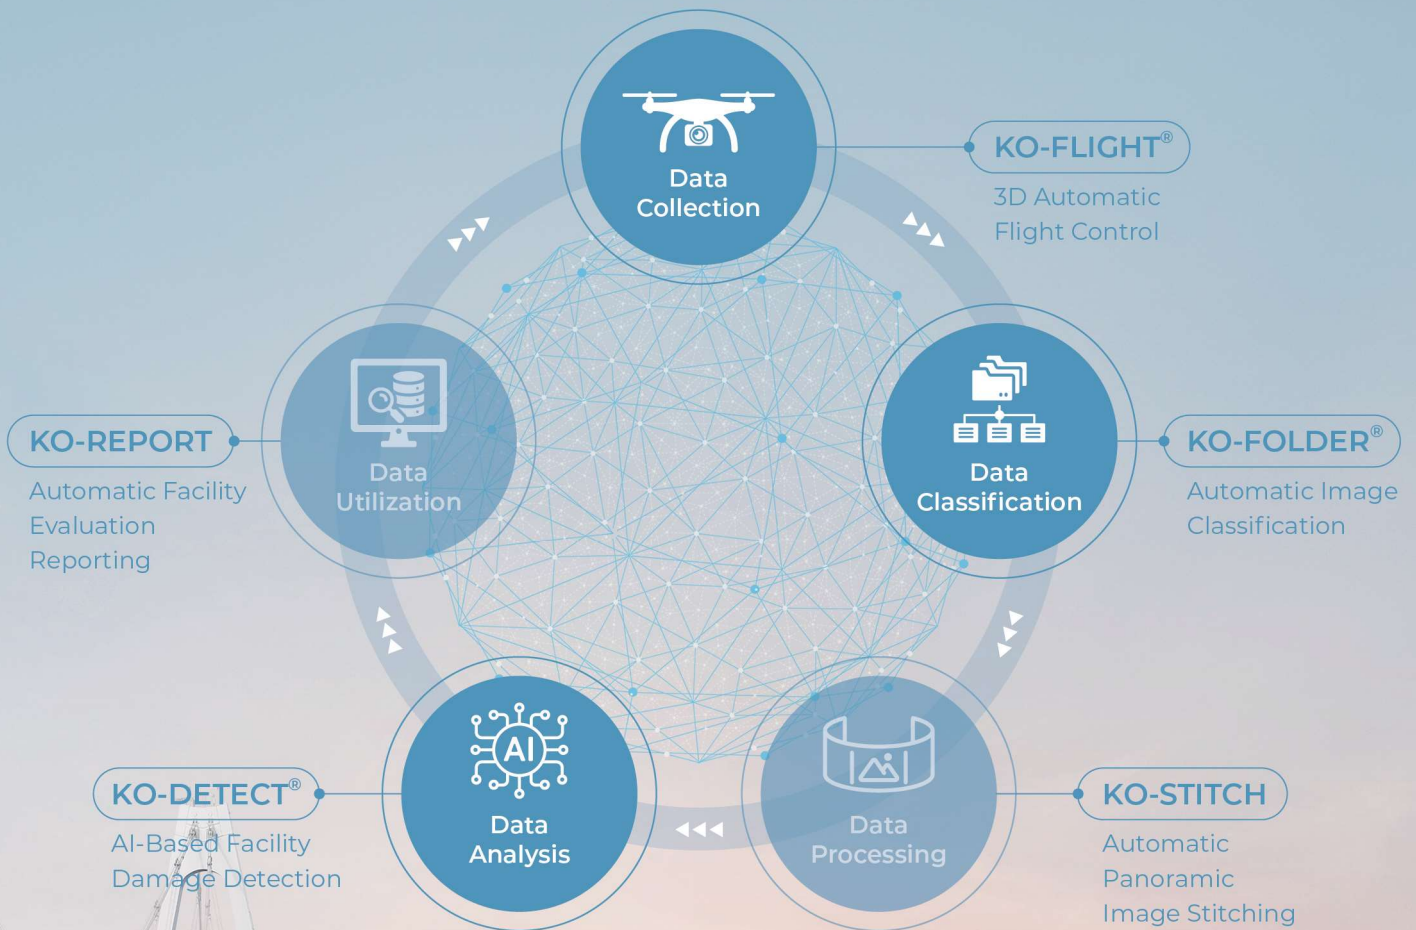 Data
Collection
KO-FLIGHT®
3D Automatic
Flight Control
Data
Classification
KO-FOLDER®
Automatic Image
Classification
Data
Processing
KO-STITCH
Automatic
Panoramic
Image Stitching
AI
Data
Analysis
KO-DETECT®
AI-Based Facility
Damage Detection
Data
Utilization
KO-REPORT
Automatic Facility
Evaluation
Reporting